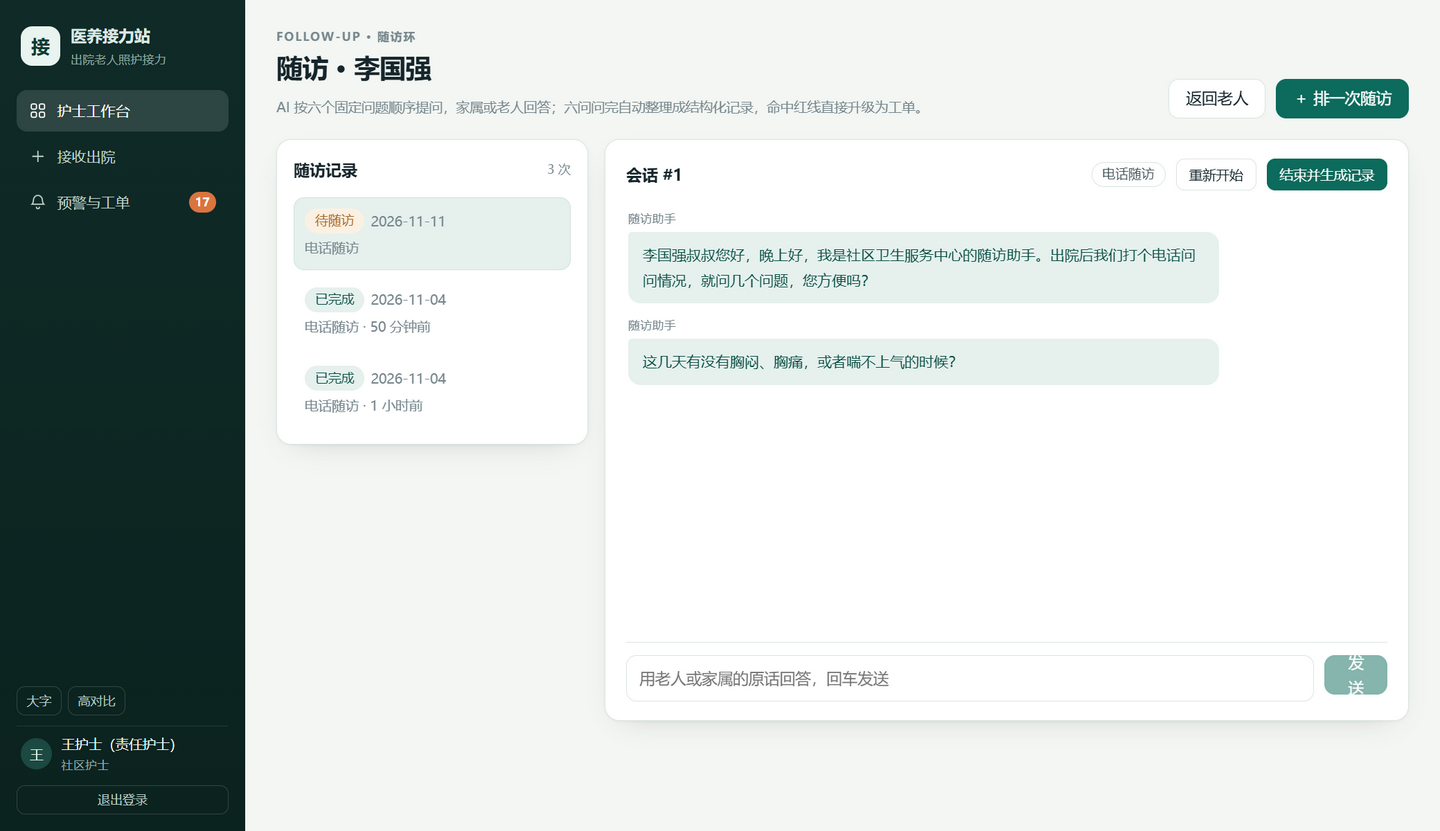 接
医养接力站
出院老人照护接力
护士工作台
接收出院
预警与工单
17
大字
高对比
王
王护士（责任护士）
社区护士
退出登录
FOLLOW-UP • 随访环
随访 • 李国强
AI 按六个固定问题顺序提问，家属或老人回答；六问问完自动整理成结构化记录，命中红线直接升级为工单。
返回老人
+ 排一次随访
随访记录
3 次
待随访 2026-11-11
电话随访
已完成 2026-11-04
电话随访 · 50 分钟前
已完成 2026-11-04
电话随访 · 1 小时前
会话 #1
电话随访
重新开始
结束并生成记录
随访助手
李国强叔叔您好，晚上好，我是社区卫生服务中心的随访助手。出院后我们打个电话问
问情况，就问几个问题，您方便吗？
随访助手
这几天有没有胸闷、胸痛，或者喘不上气的时候？
用老人或家属的原话回答，回车发送
发
送